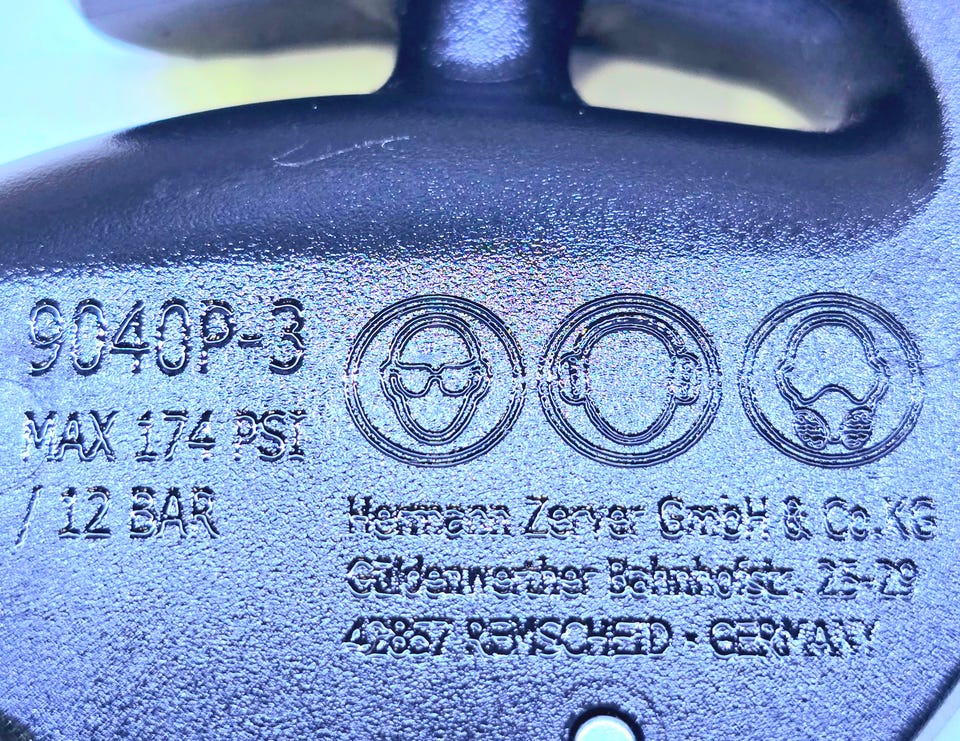 9040P-3
MAX 174 PSI
/ 12 BAR
Hermann Zerver GmbH & Co.KG
Güldenwerther Bahnhofstr. 25-29
42857 REMSCHEID • GERMANY